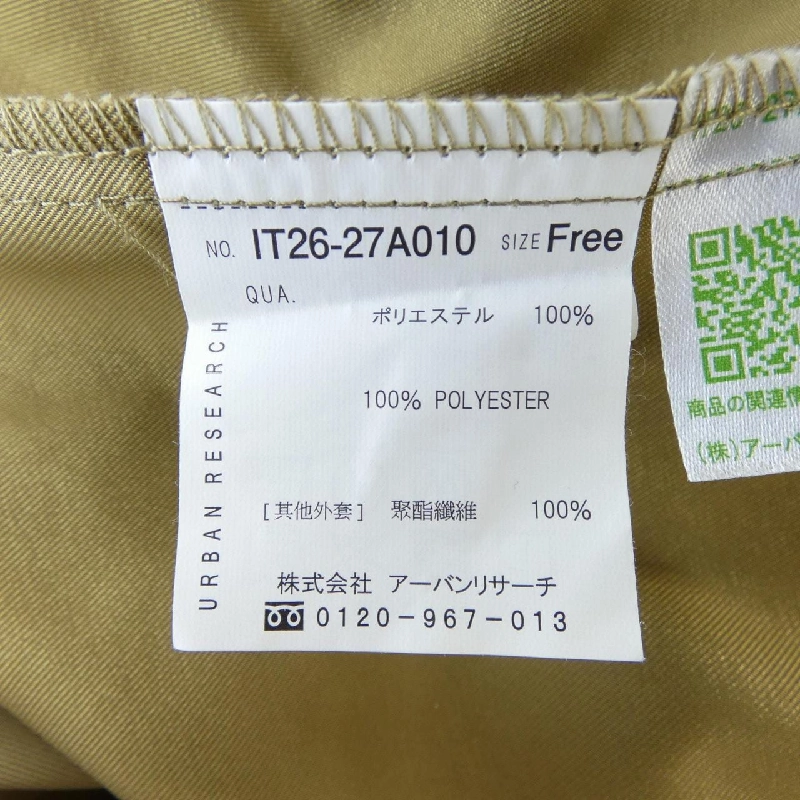 NO. IT26-27A010 SIZE Free
QUA.
ポリエステル 100%
100% POLYESTER
[其他外套] 聚酯纖維 100%
株式会社 アーバンリサーチ
0120-967-013
URBAN RESEARCH
商品の関連情
(株)アーバ